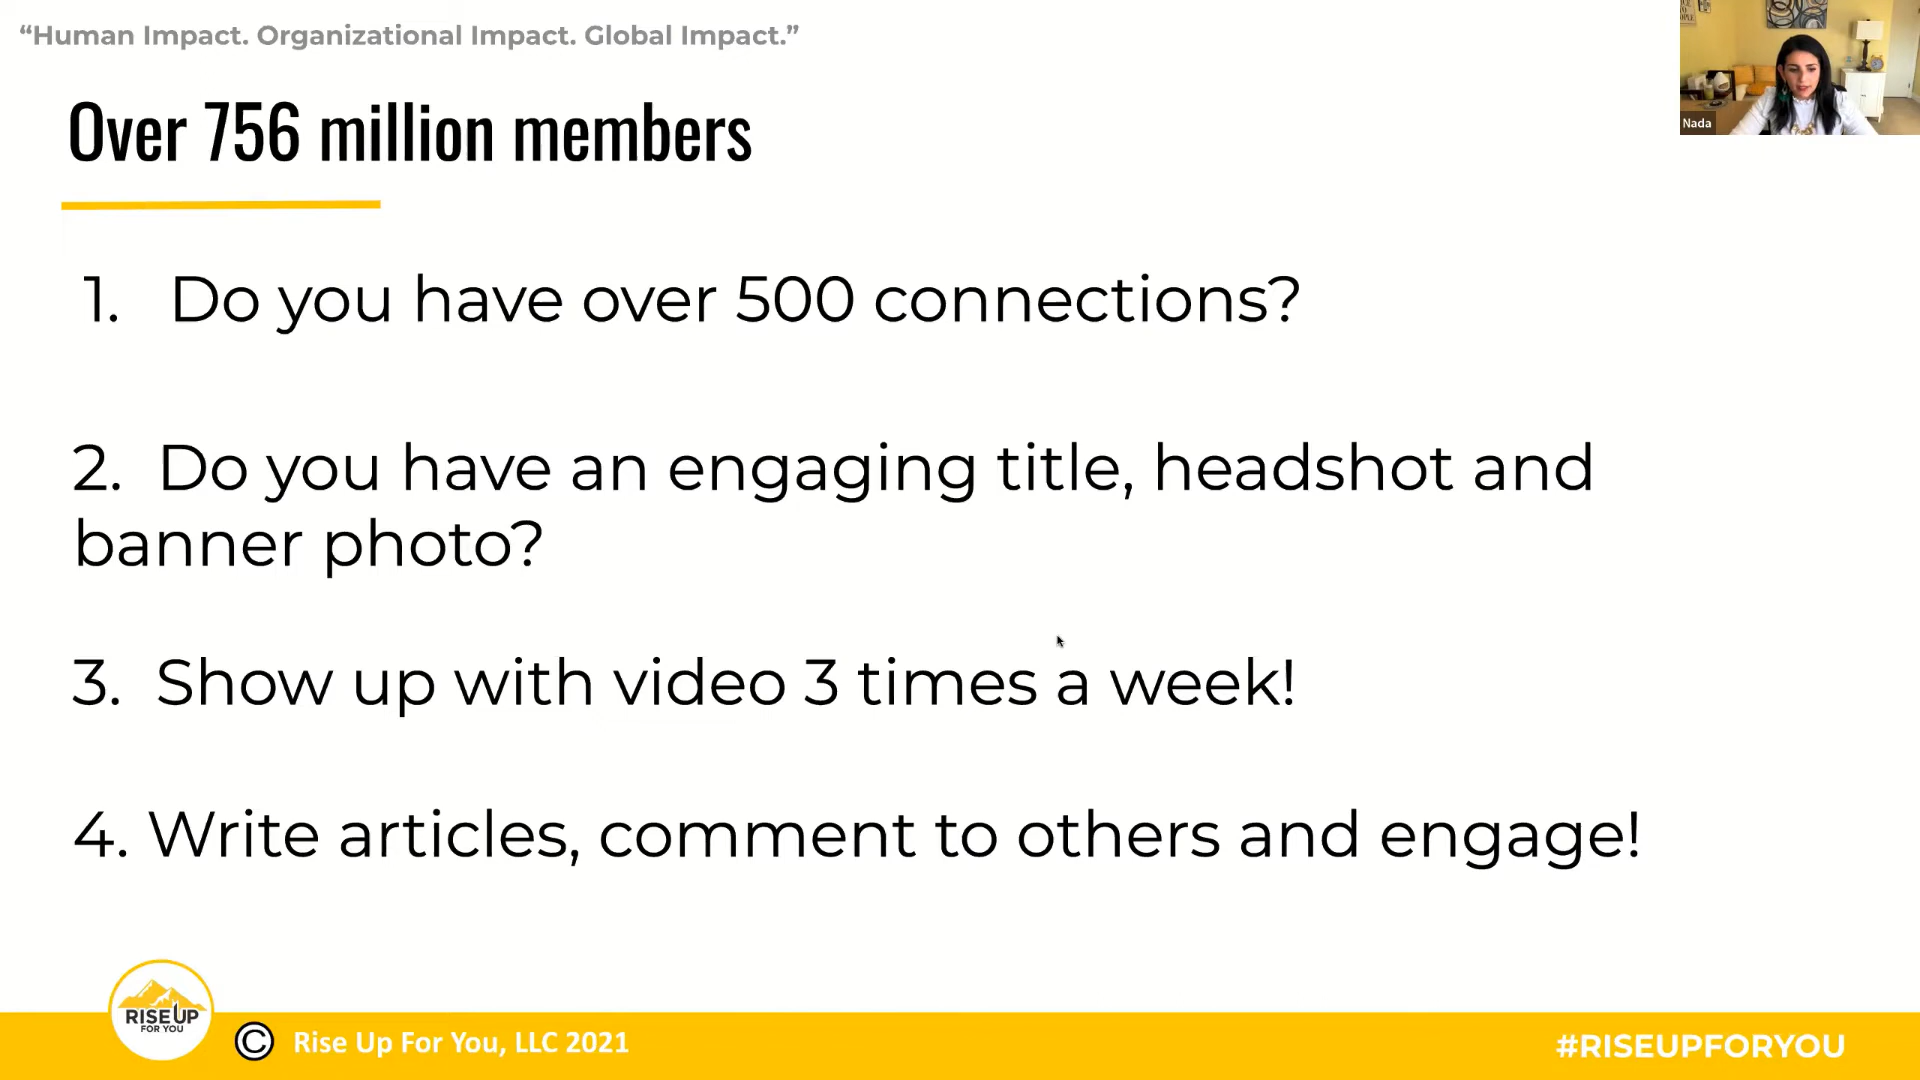 “Human Impact. Organizational Impact. Global Impact.”
Nada
Over 756 million members
1. Do you have over 500 connections?
2. Do you have an engaging title, headshot and
banner photo?
3. Show up with video 3 times a week!
4. Write articles, comment to others and engage!
RISE UP
FOR YOU
© Rise Up For You, LLC 2021
#RISEUPFORYOU